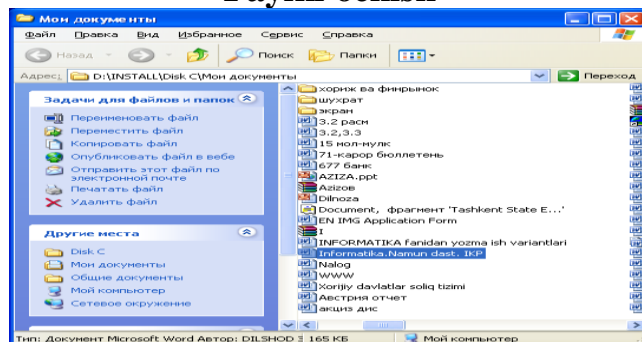 Мои документы
Файл Правка Вид Избранное Сервис Справка
Назад Поиск Папки
Адрес: D:\INSTALL\Disk C\Мои документы Переход
Задачи для файлов и папок
Переименовать файл
Переместить файл
Копировать файл
Опубликовать файл в вебе
Отправить этот файл по
электронной почте
Печатать файл
Удалить файл
Другие места
Disk C
Мои документы
Общие документы
Мой компьютер
Сетевое окружение
хориж ва финрынок
шухрат
экран
3.2 расм
3.2,3.3
15 мол-мулк
71-карор бюллетень
677 банк
AZIZA.ppt
Azizов
Dilnoza
Document, фрагмент 'Tashkent State E...'
EN IMG Application Form
I
INFORMATIKA fanidan yozma ish variantlari
Informatika.Namun dast. IKP
Nalog
WWW
Xorijiy davlatlar soliq tizimi
Австрия отчет
акциз дис
Тип: Документ Microsoft Word Автор: DILSHOD 165 КБ Мой компьютер